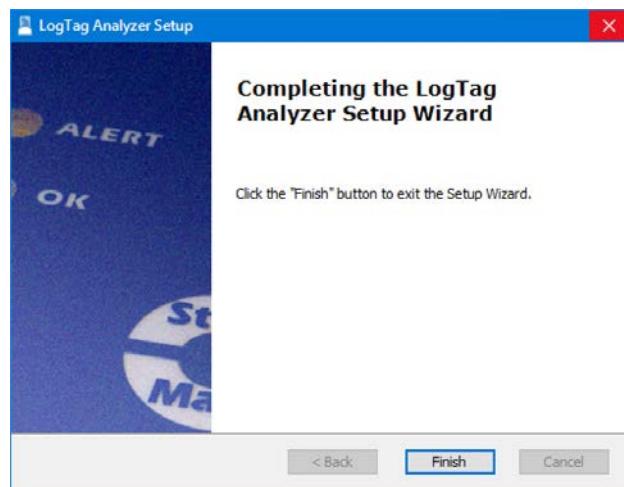 LogTag Analyzer Setup
Completing the LogTag
Analyzer Setup Wizard
Click the "Finish" button to exit the Setup Wizard.
ALERT
OK
< Back
Finish
Cancel